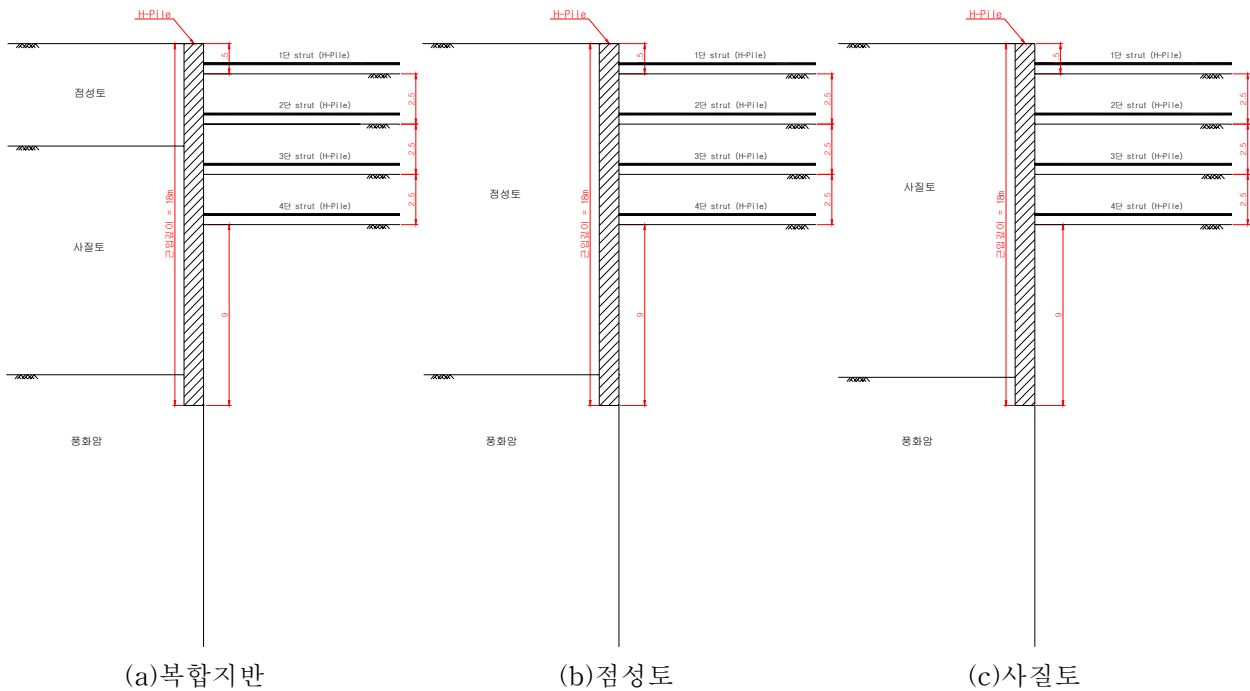 H-Pile
1단 strut (H-Pile)
.5
점성토
2.5
2단 strut (H-Pile)
2.5
3단 strut (H-Pile)
2.5
4단 strut (H-Pile)
근입깊이 = 18m
사질토
9
풍화암
(a)복합지반
H-Pile
1단 strut (H-Pile)
.5
2.5
2단 strut (H-Pile)
2.5
3단 strut (H-Pile)
점성토
2.5
4단 strut (H-Pile)
근입깊이 = 18m
9
풍화암
(b)점성토
H-Pile
1단 strut (H-Pile)
.5
2.5
2단 strut (H-Pile)
2.5
3단 strut (H-Pile)
사질토
2.5
4단 strut (H-Pile)
근입깊이 = 18m
9
풍화암
(c)사질토